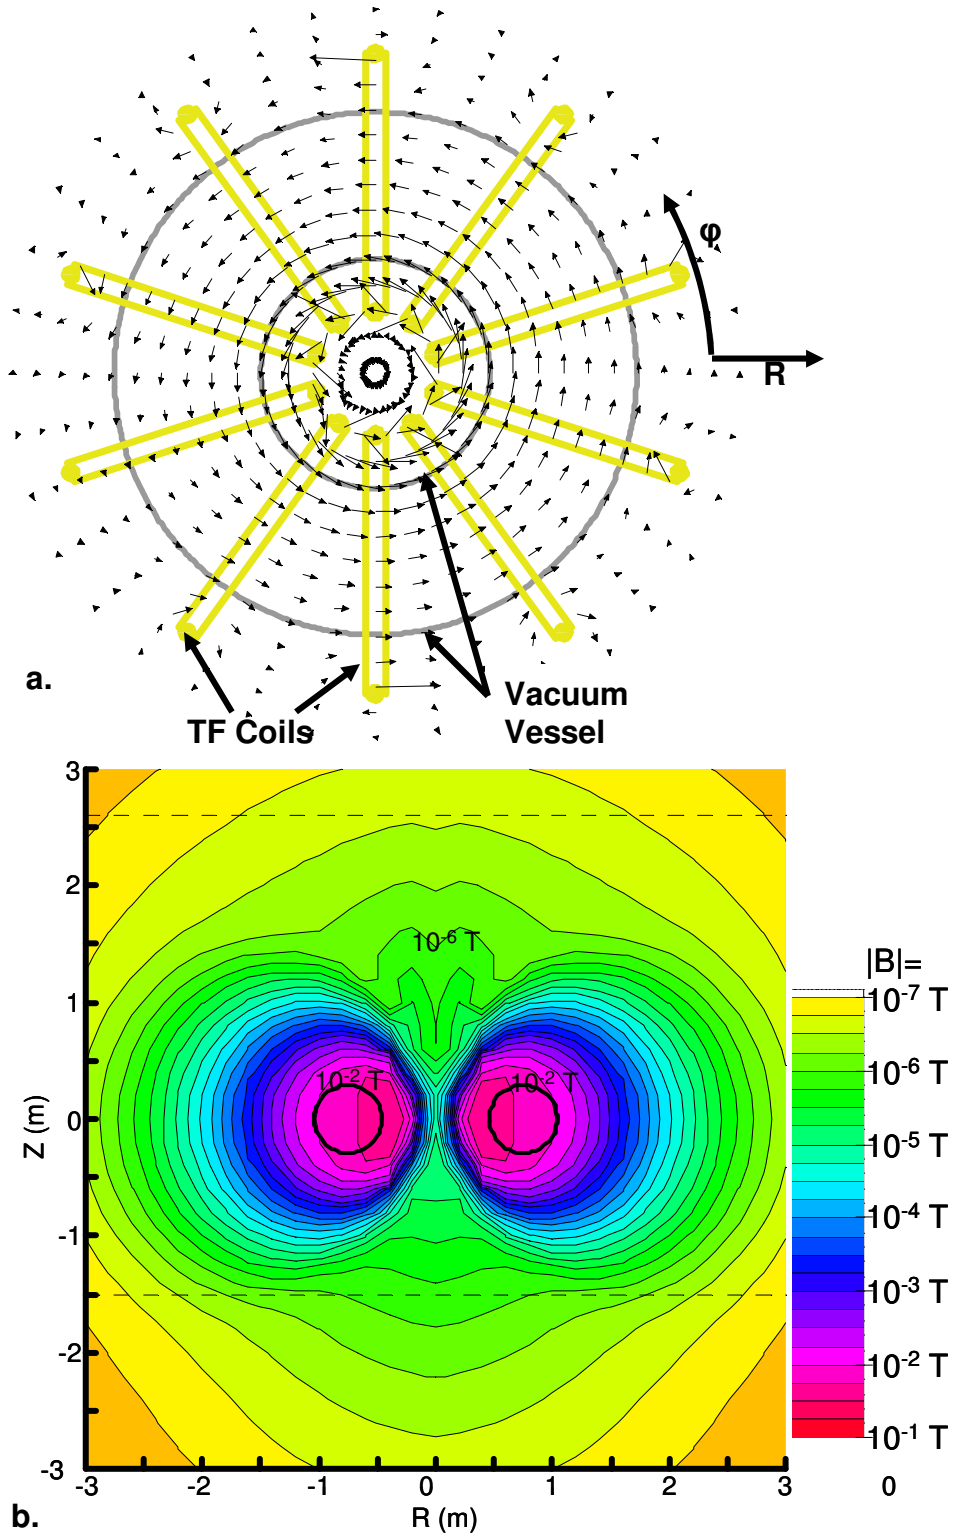 φ
R
a.
TF Coils
Vacuum
Vessel
3
2
1
0
-1
-2
-3
Z (m)
10-6 T
10-2 T
10-2 T
-3
-2
-1
0
1
2
3
R (m)
|B|=
10-7 T
10-6 T
10-5 T
10-4 T
10-3 T
10-2 T
10-1 T
0
b.